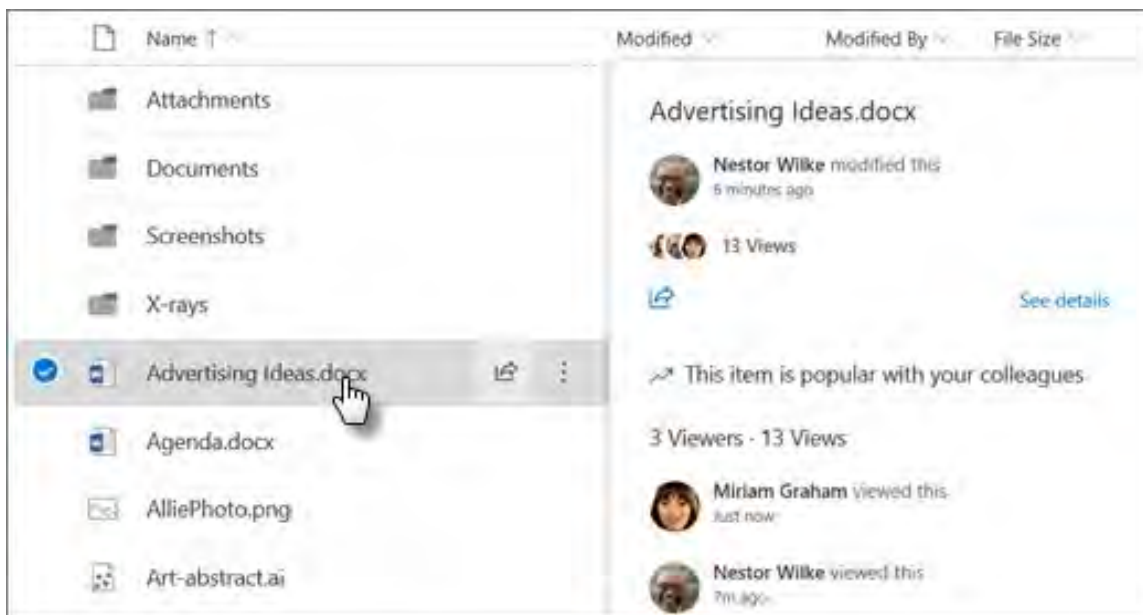 Name Modified Modified By File Size
Attachments
Documents
Screenshots
X-rays
Advertising Ideas.docx
Agenda.docx
AlliePhoto.png
Art-abstract.ai
Advertising Ideas.docx
Nestor Wilke modified this
6 minutes ago
13 Views
See details
This item is popular with your colleagues
3 Viewers · 13 Views
Miriam Graham viewed this
Just now
Nestor Wilke viewed this
7m ago